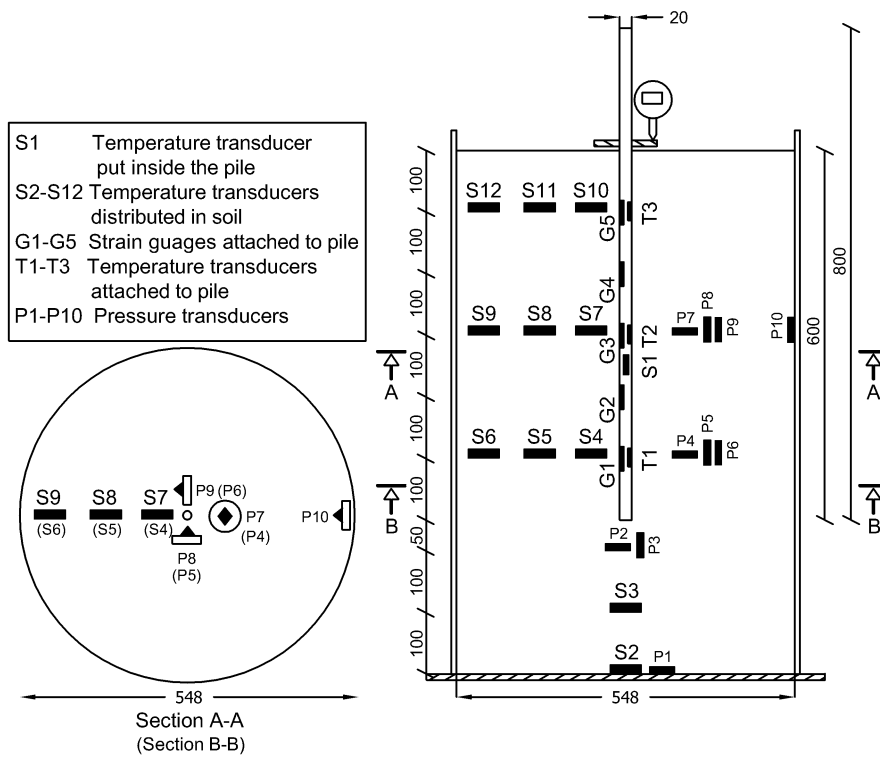 20
S1 Temperature transducer
put inside the pile
S2-S12 Temperature transducers
distributed in soil
G1-G5 Strain guages attached to pile
T1-T3 Temperature transducers
attached to pile
P1-P10 Pressure transducers
S9 S8 S7
(S6) (S5) (S4)
P9 (P6)
P7
(P4)
P8
(P5)
P10
548
Section A-A
(Section B-B)
100
100
100
100
100
100
50
100
100
S12 S11 S10
G5 T3
G4
S9 S8 S7
G3 T2
P7 P8 P9
P10
S1
G2
S6 S5 S4
G1 T1
P4 P5 P6
P2 P3
S3
S2 P1
548
600
800
A A
B B